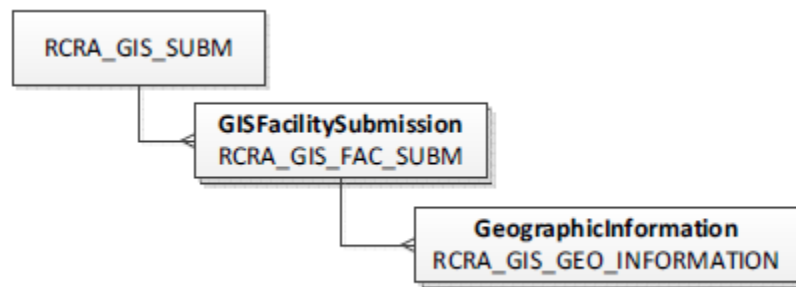 RCRA_GIS_SUBM
GISFacilitySubmission
RCRA_GIS_FAC_SUBM
GeographicInformation
RCRA_GIS_GEO_INFORMATION